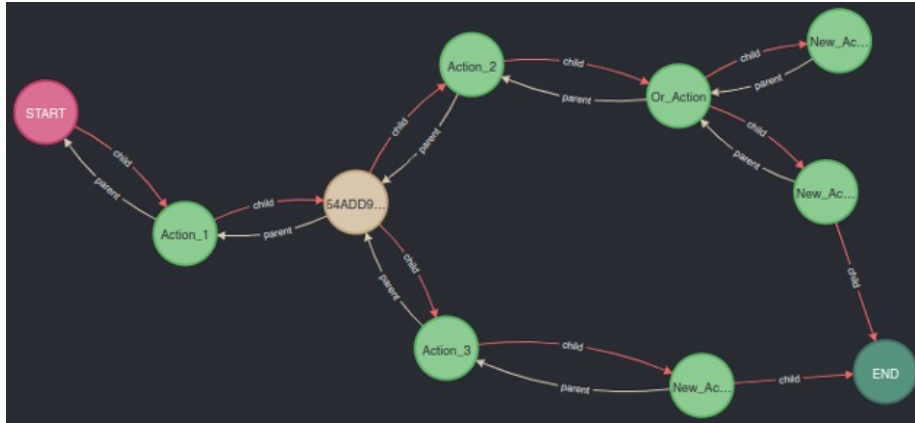 START
child
parent
Action_1
child
parent
54ADD9...
child
parent
Action_2
child
parent
Or_Action
child
parent
New_Ac...
child
parent
New_Ac...
child
child
parent
Action_3
child
parent
New_Ac...
child
END